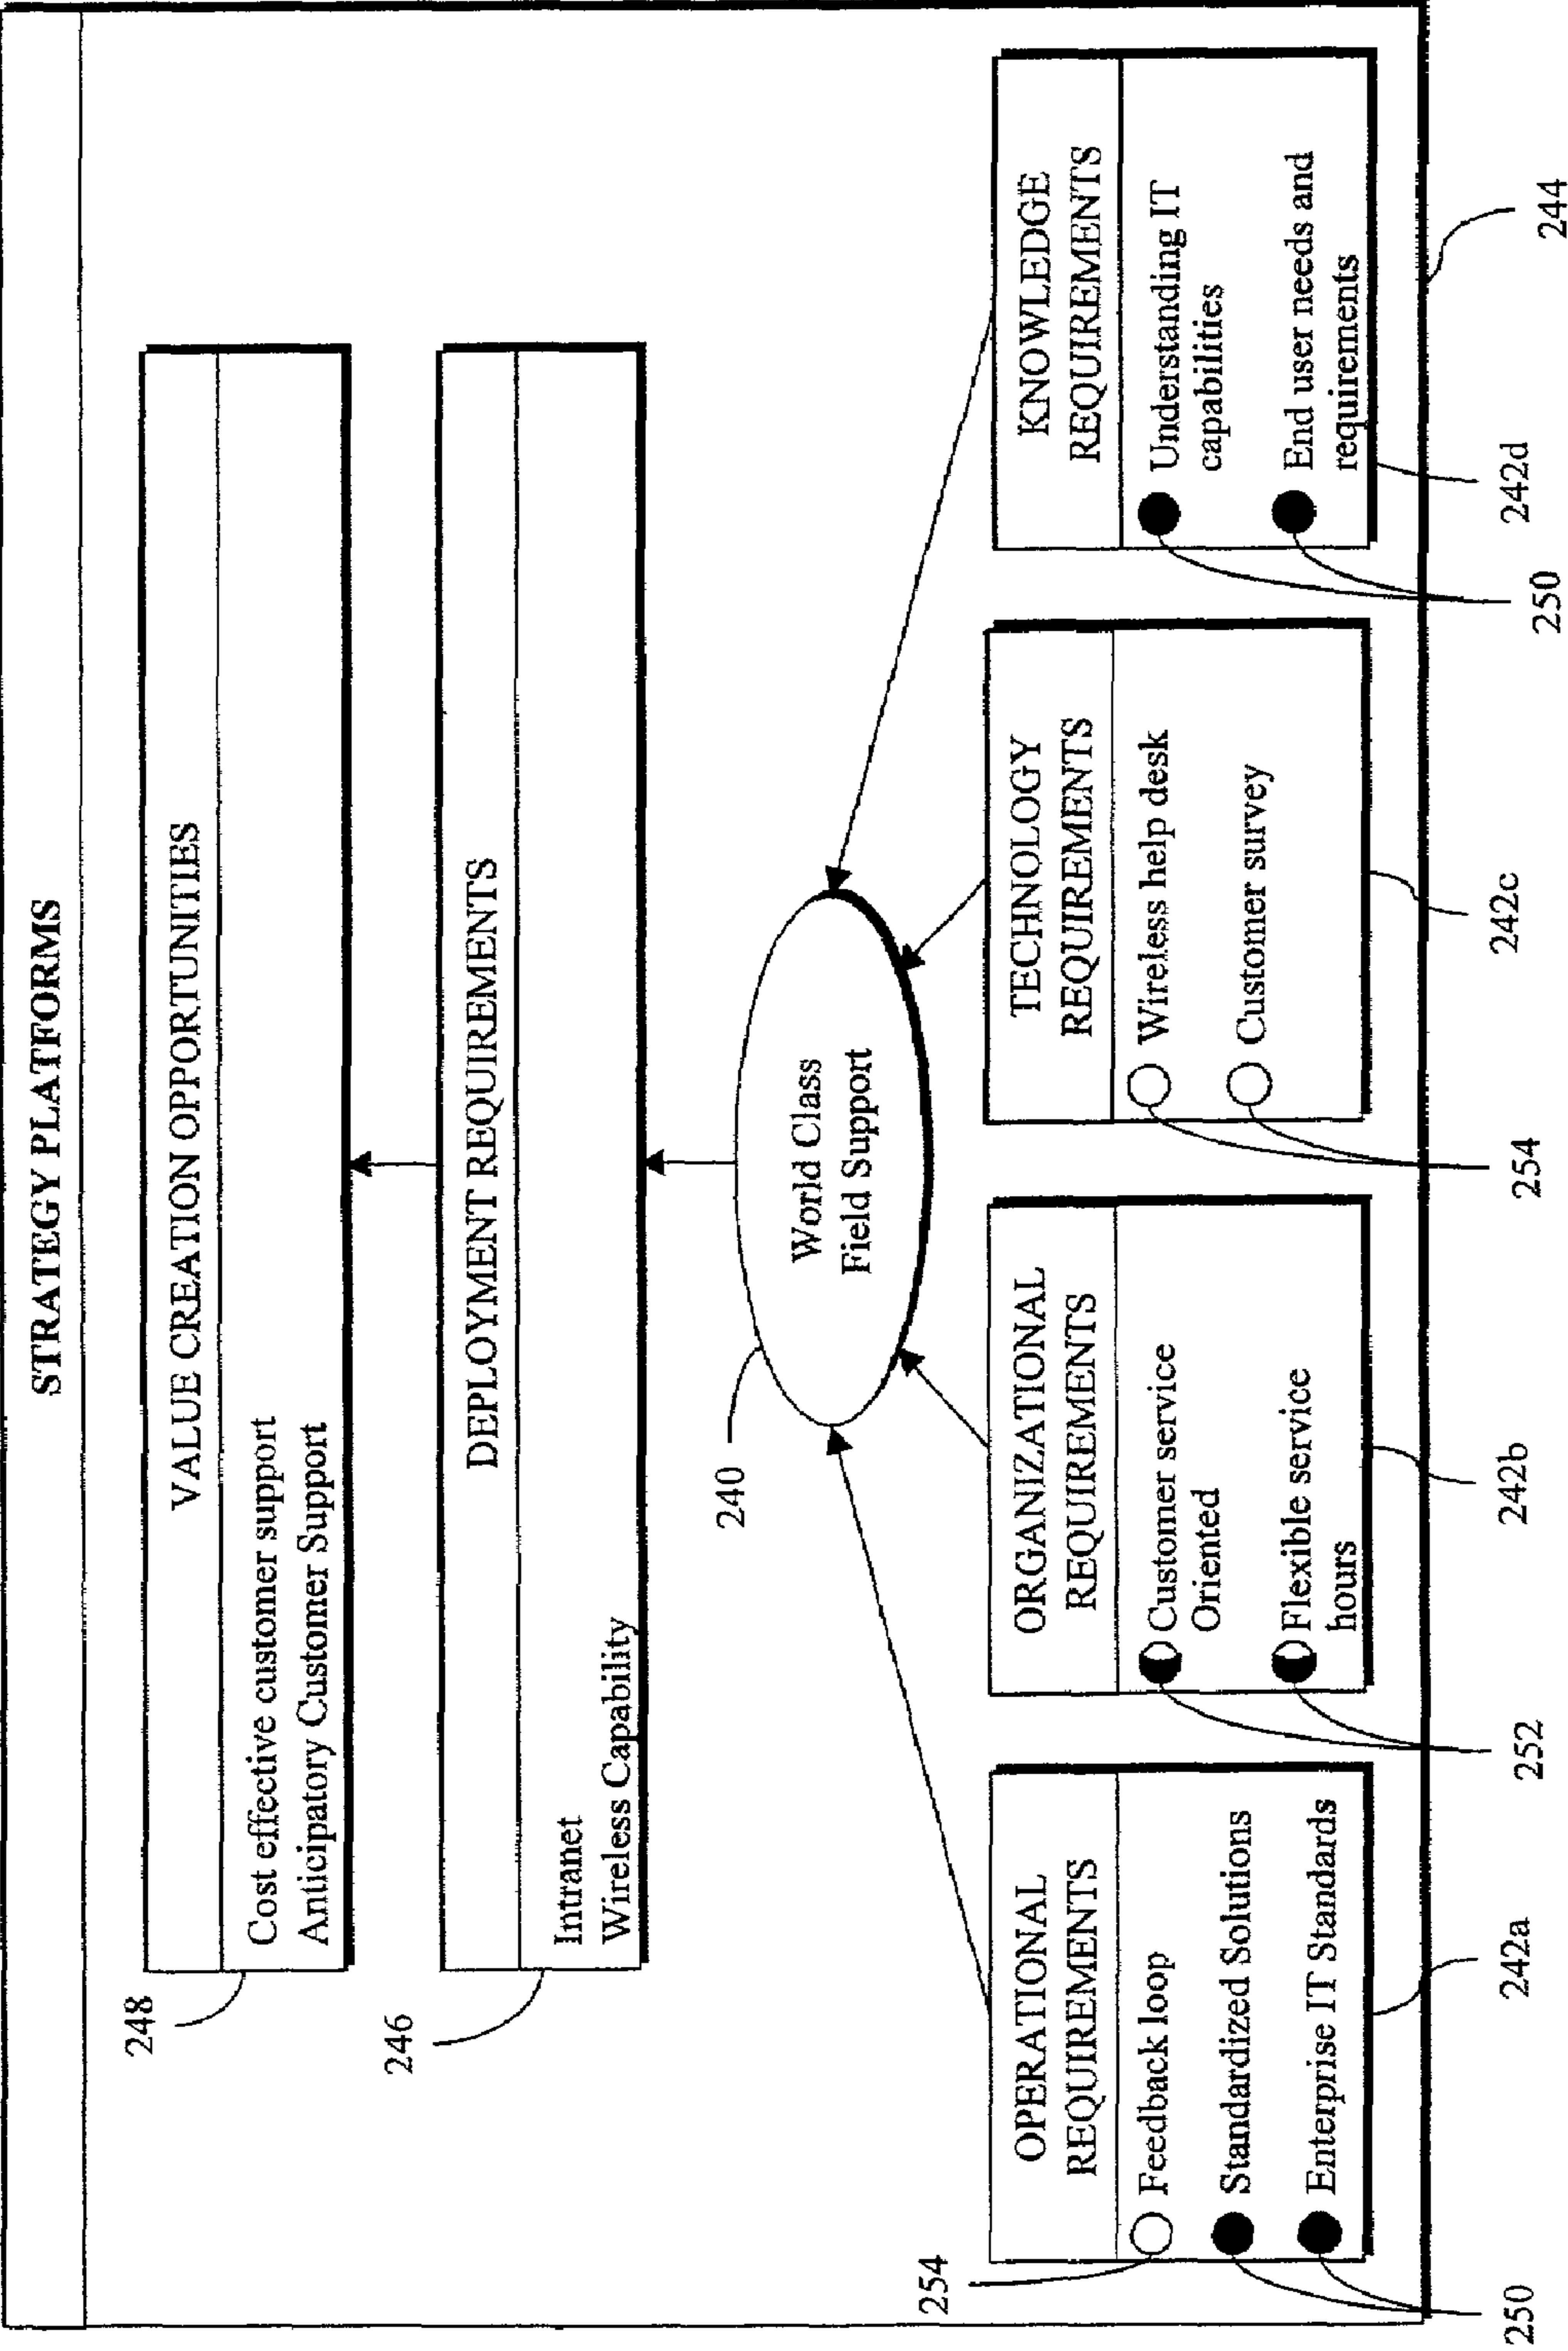 STRATEGY PLATFORMS
VALUE CREATION OPPORTUNITIES
248
Cost effective customer support
Anticipatory Customer Support
DEPLOYMENT REQUIREMENTS
246
Intranet
Wireless Capability
240
World Class
Field Support
254
OPERATIONAL
REQUIREMENTS
Feedback loop
Standardized Solutions
Enterprise IT Standards
250
242a
ORGANIZATIONAL
REQUIREMENTS
Customer service
Oriented
Flexible service
hours
252
242b
TECHNOLOGY
REQUIREMENTS
Wireless help desk
Customer survey
254
242c
KNOWLEDGE
REQUIREMENTS
Understanding IT
capabilities
End user needs and
requirements
250
242d
244